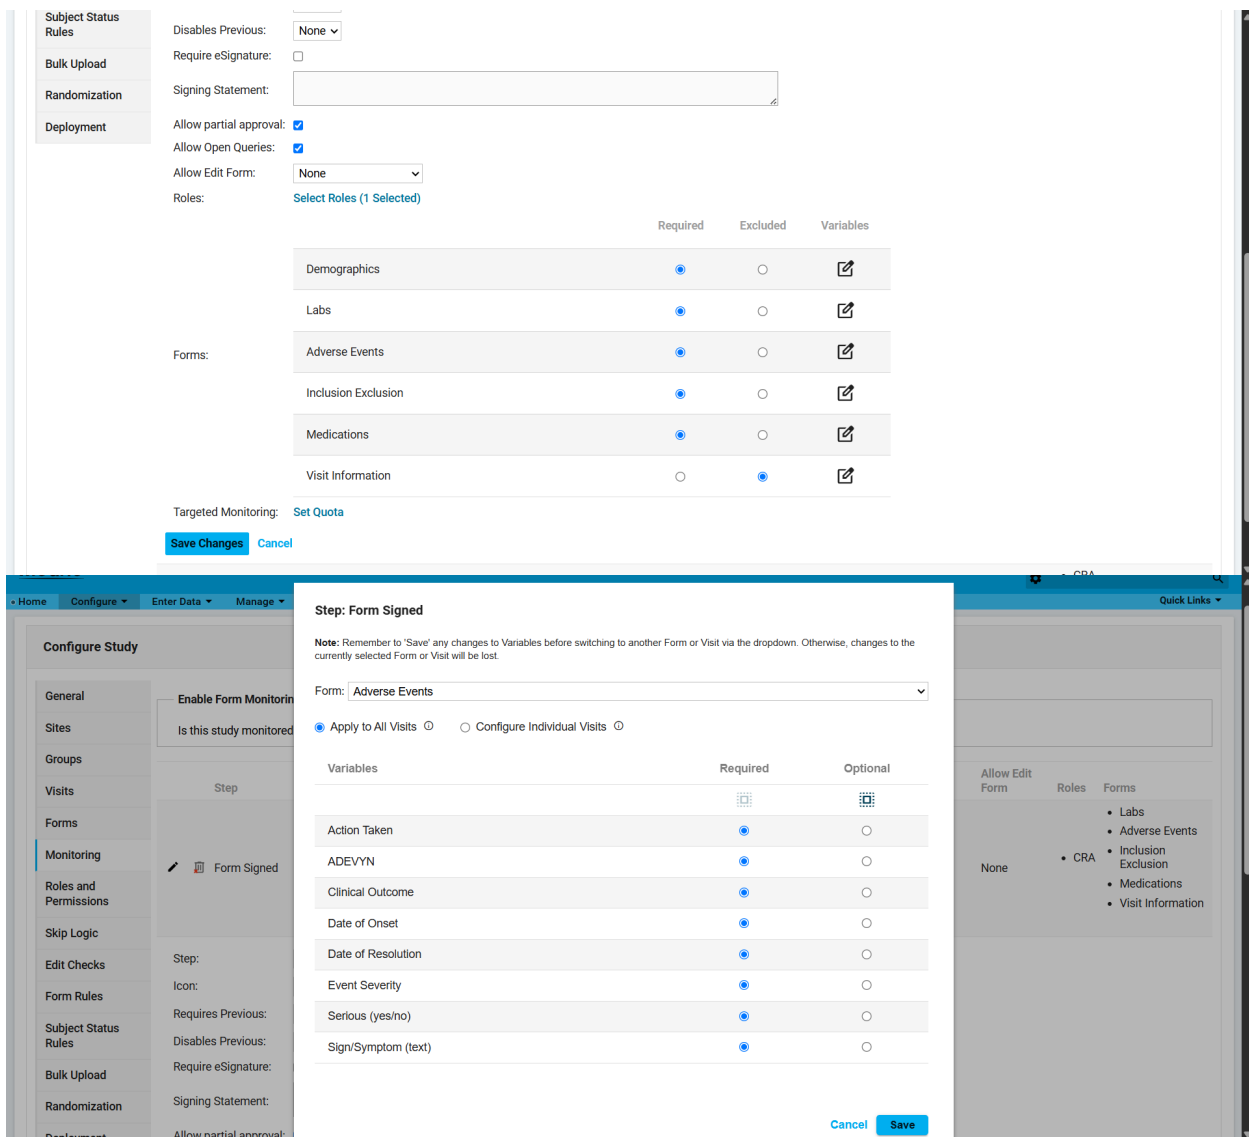 Subject Status
Rules
Bulk Upload
Randomization
Deployment
Disables Previous: None
Require eSignature:
Signing Statement:
Allow partial approval:
Allow Open Queries:
Allow Edit Form: None
Roles: Select Roles (1 Selected)
Required Excluded Variables
Demographics
Labs
Forms: Adverse Events
Inclusion Exclusion
Medications
Visit Information
Targeted Monitoring: Set Quota
Save Changes Cancel
CRA
Home Configure Enter Data Manage Quick Links
Configure Study
General
Sites
Groups
Visits
Forms
Monitoring
Roles and
Permissions
Skip Logic
Edit Checks
Form Rules
Subject Status
Rules
Bulk Upload
Randomization
Deployment
Enable Form Monitorin
Is this study monitored
Step
Form Signed
Step:
Icon:
Requires Previous:
Disables Previous:
Require eSignature:
Signing Statement:
Allow partial approval:
Step: Form Signed
Note: Remember to 'Save' any changes to Variables before switching to another Form or Visit via the dropdown. Otherwise, changes to the
currently selected Form or Visit will be lost.
Form: Adverse Events
Apply to All Visits Configure Individual Visits
Variables Required Optional
Action Taken
ADEVYN
Clinical Outcome
Date of Onset
Date of Resolution
Event Severity
Serious (yes/no)
Sign/Symptom (text)
Cancel Save
Allow Edit
Form Roles Forms
None
CRA
Labs
Adverse Events
Inclusion
Exclusion
Medications
Visit Information